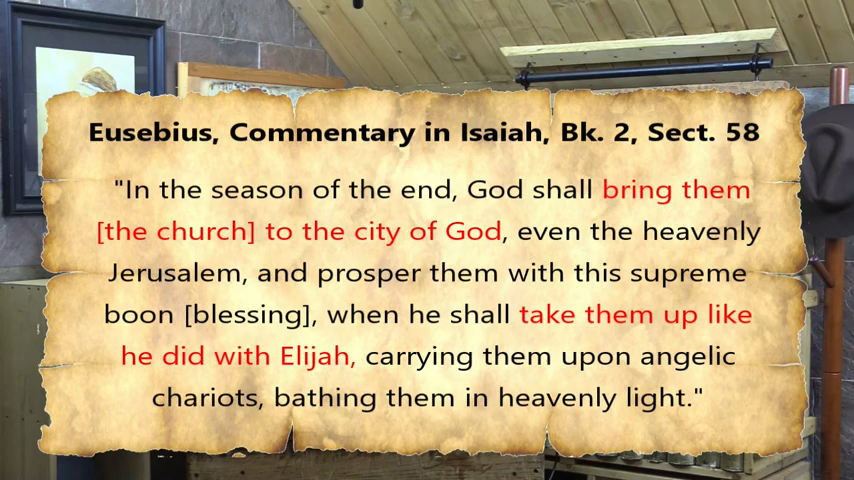 Eusebius, Commentary in Isaiah, Bk. 2, Sect. 58
"In the season of the end, God shall bring them
[the church] to the city of God, even the heavenly
Jerusalem, and prosper them with this supreme
boon [blessing], when he shall take them up like
he did with Elijah, carrying them upon angelic
chariots, bathing them in heavenly light."